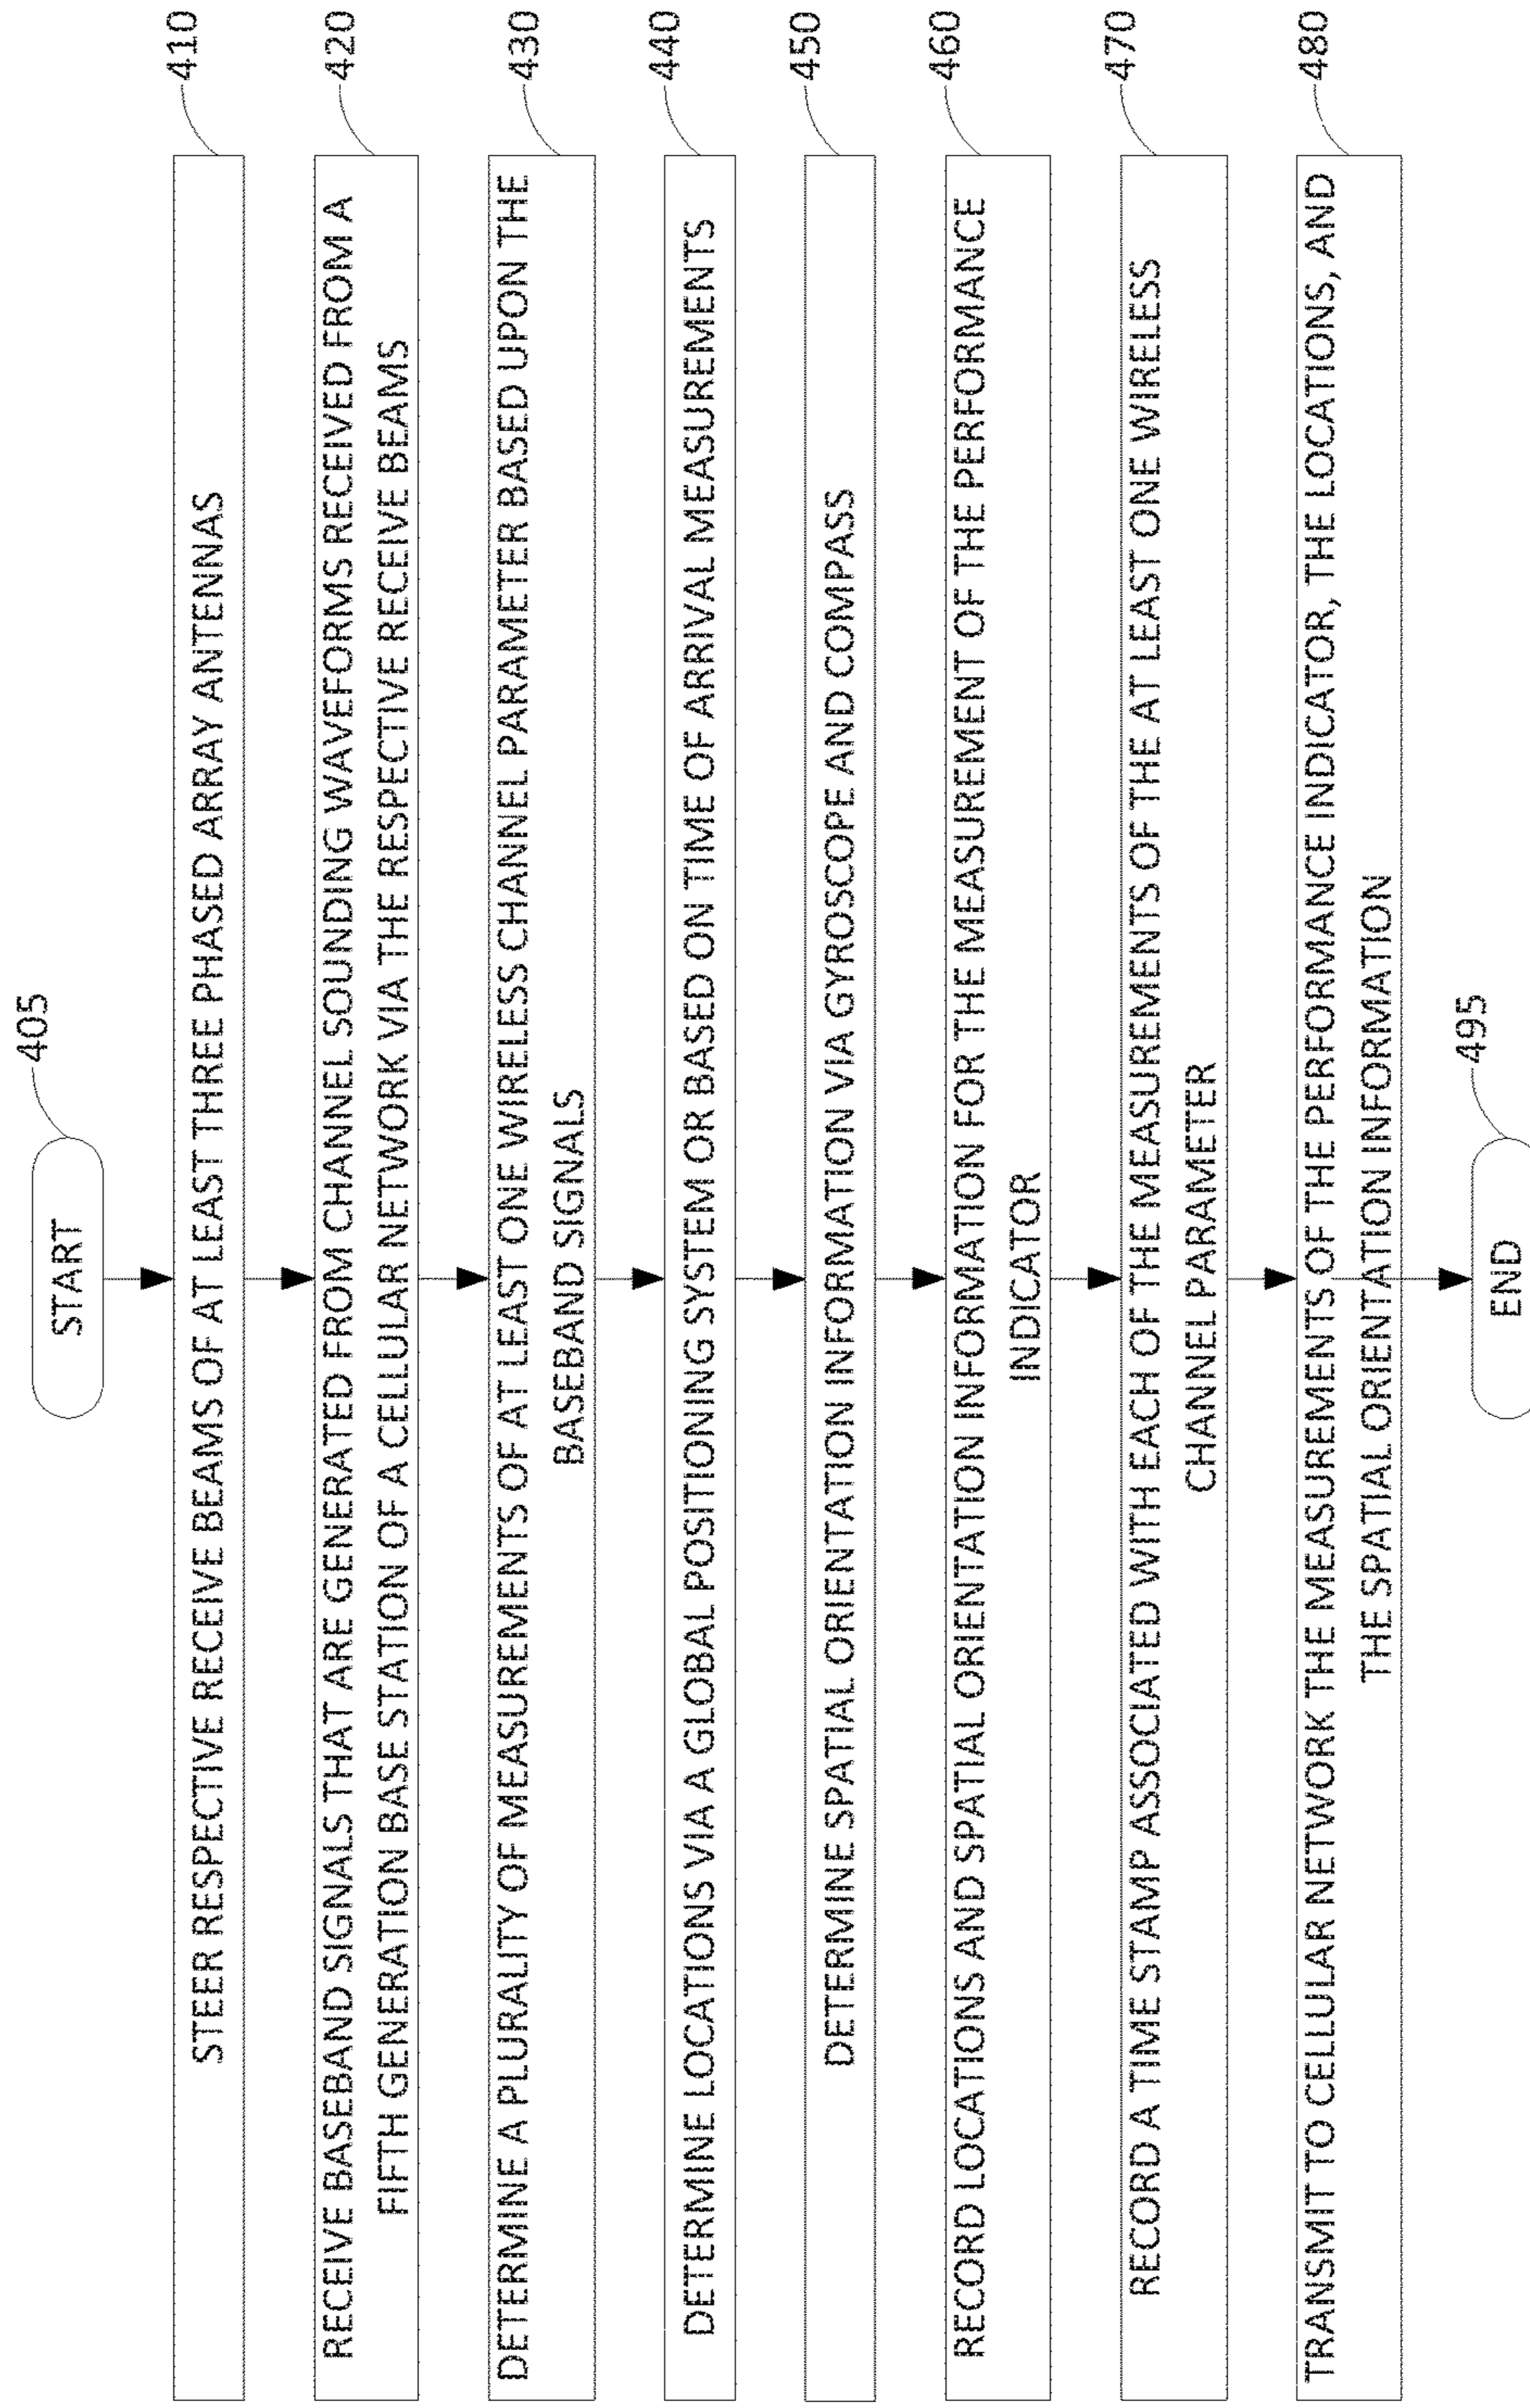 405
START
410
STEER RESPECTIVE RECEIVE BEAMS OF AT LEAST THREE PHASED ARRAY ANTENNAS
420
RECEIVE BASEBAND SIGNALS THAT ARE GENERATED FROM CHANNEL SOUNDING WAVEFORMS RECEIVED FROM A
FIFTH GENERATION BASE STATION OF A CELLULAR NETWORK VIA THE RESPECTIVE RECEIVE BEAMS
430
DETERMINE A PLURALITY OF MEASUREMENTS OF AT LEAST ONE WIRELESS CHANNEL PARAMETER BASED UPON THE
BASEBAND SIGNALS
440
DETERMINE LOCATIONS VIA A GLOBAL POSITIONING SYSTEM OR BASED ON TIME OF ARRIVAL MEASUREMENTS
450
DETERMINE SPATIAL ORIENTATION INFORMATION VIA GYROSCOPE AND COMPASS
460
RECORD LOCATIONS AND SPATIAL ORIENTATION INFORMATION FOR THE MEASUREMENT OF THE PERFORMANCE
INDICATOR
470
RECORD A TIME STAMP ASSOCIATED WITH EACH OF THE MEASUREMENTS OF THE AT LEAST ONE WIRELESS
CHANNEL PARAMETER
480
TRANSMIT TO CELLULAR NETWORK THE MEASUREMENTS OF THE PERFORMANCE INDICATOR, THE LOCATIONS, AND
THE SPATIAL ORIENTATION INFORMATION
495
END